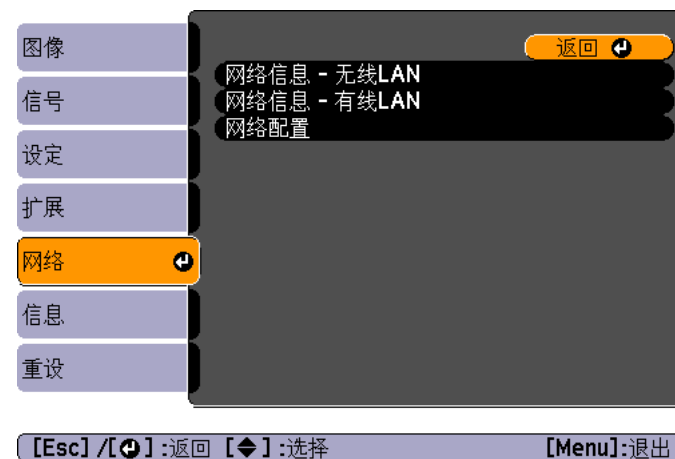 图像
信号
设定
扩展
网络
信息
重设
返回
网络信息 - 无线LAN
网络信息 - 有线LAN
网络配置
[Esc] /[ ] :返回 [ ] :选择 [Menu]:退出